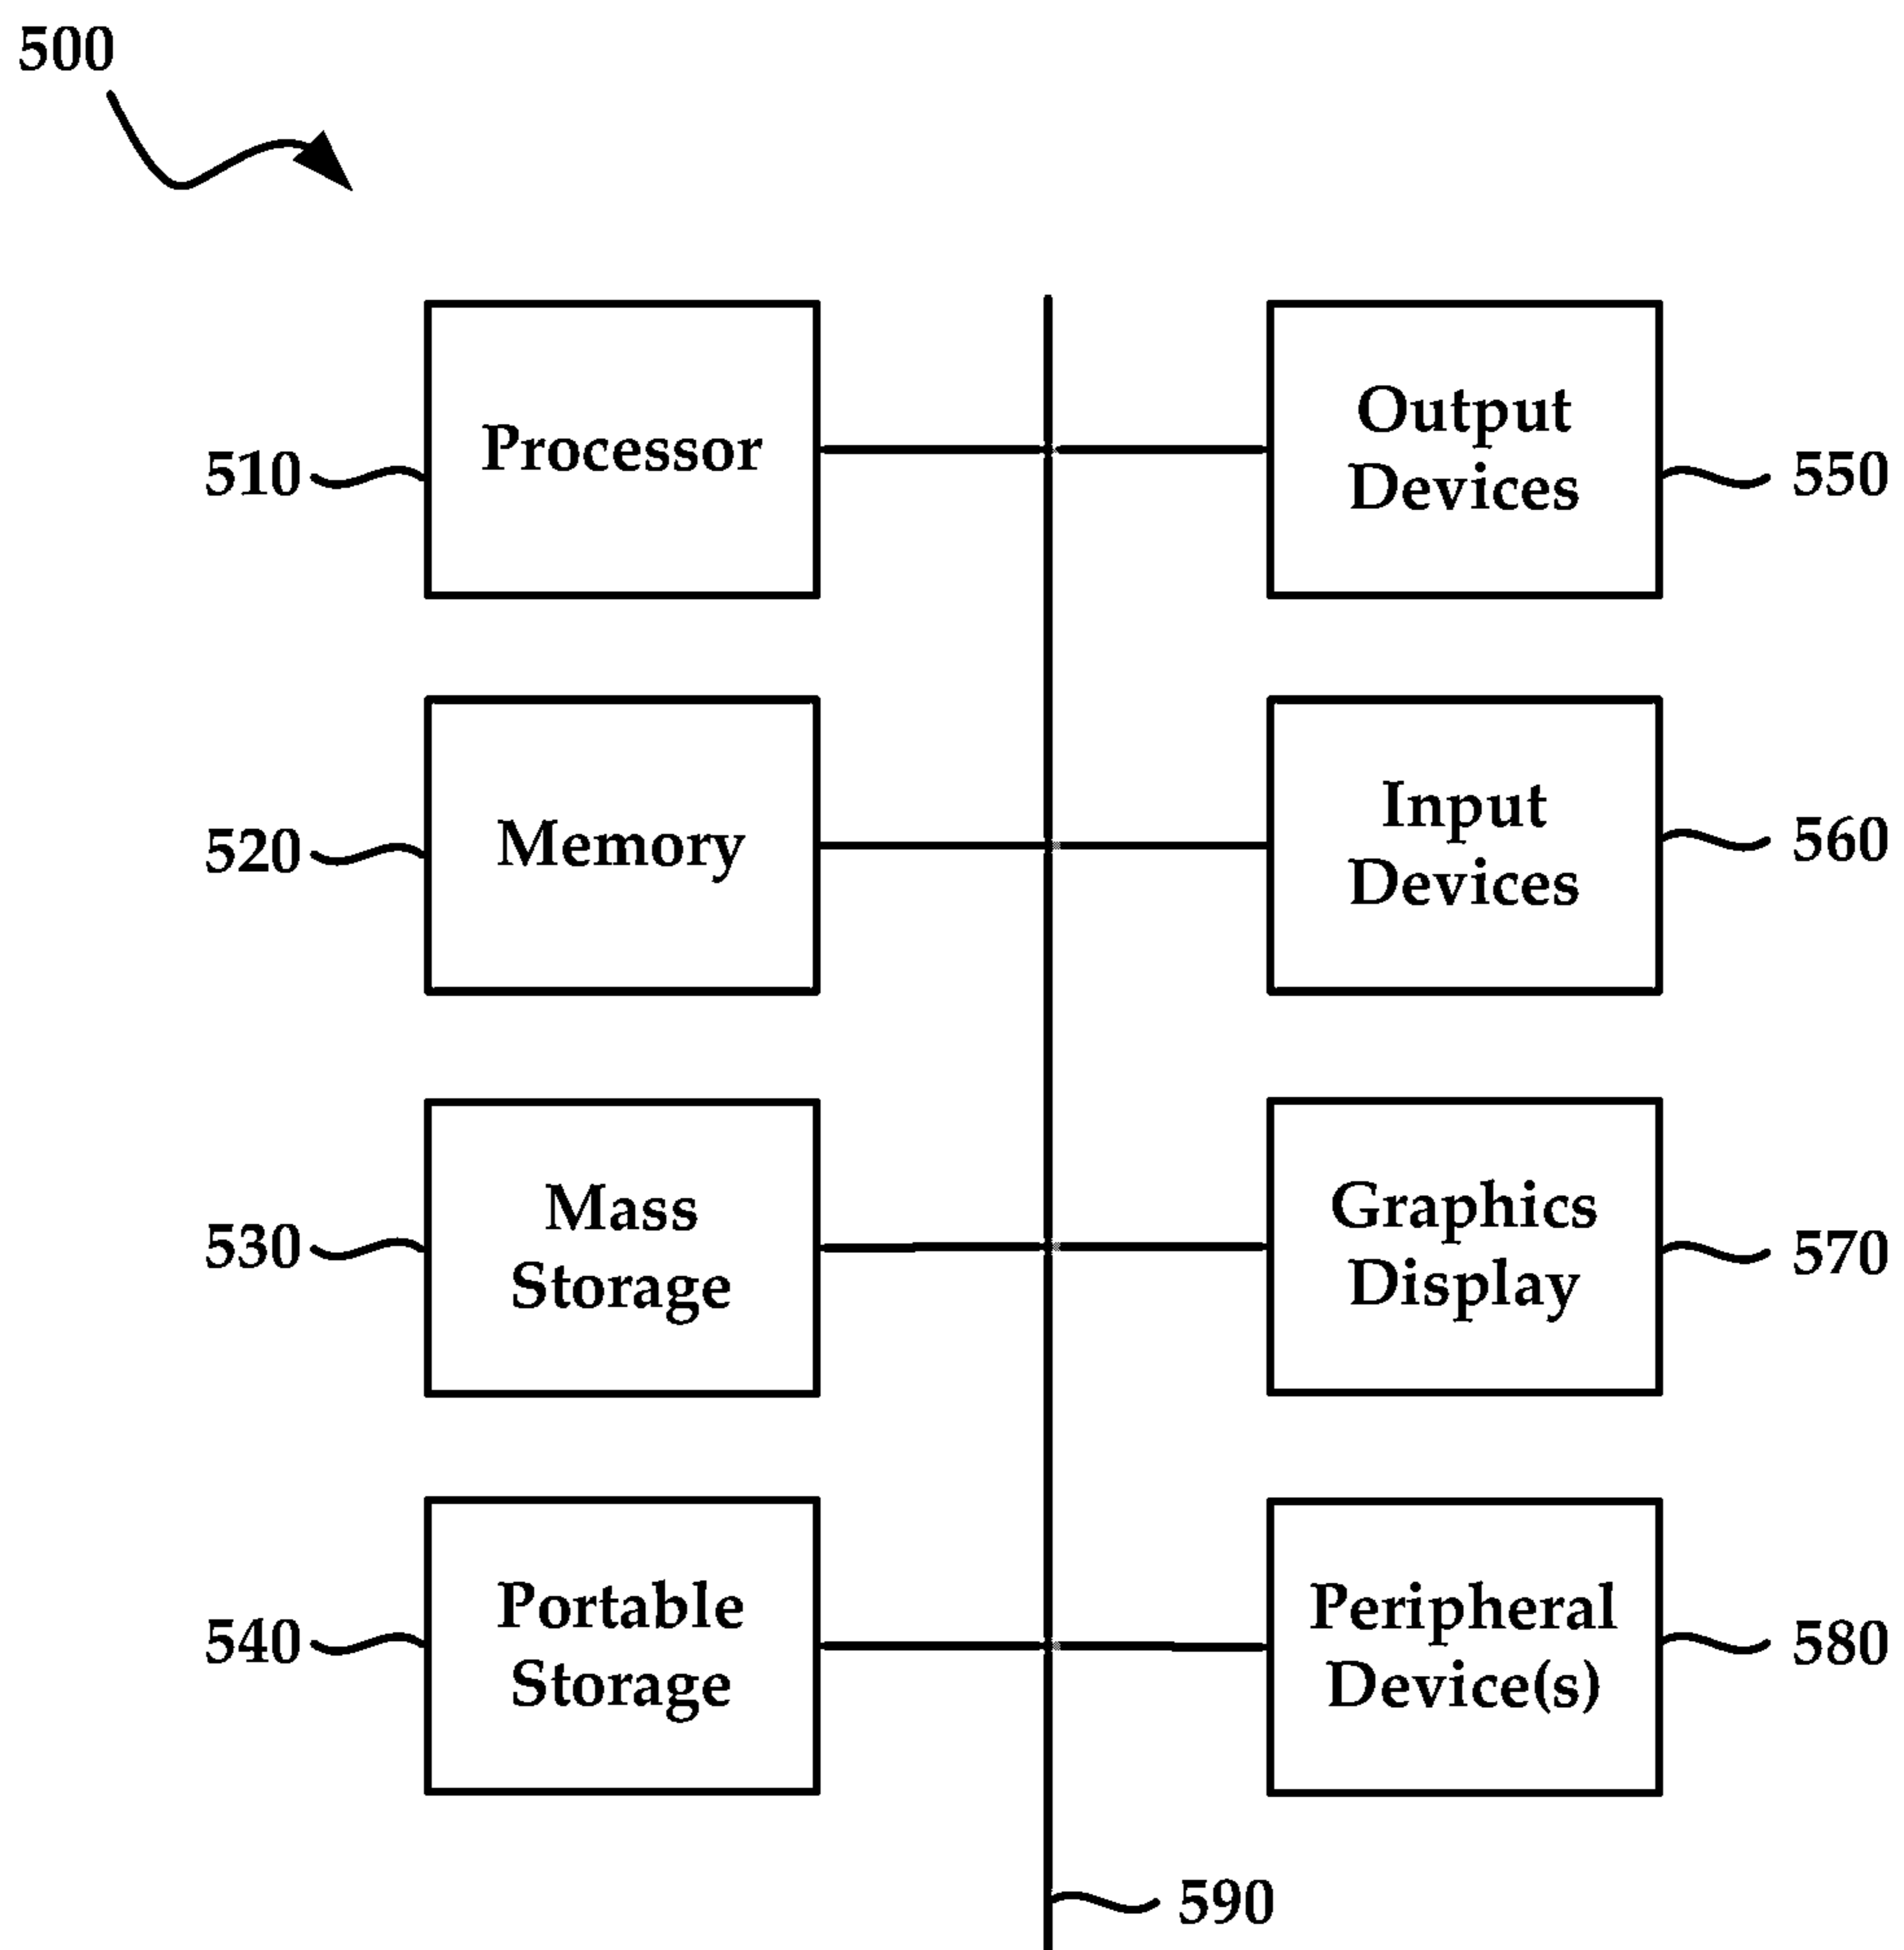 500
Processor
510
Output
Devices
550
Memory
520
Input
Devices
560
Mass
Storage
530
Graphics
Display
570
Portable
Storage
540
Peripheral
Device(s)
580
590